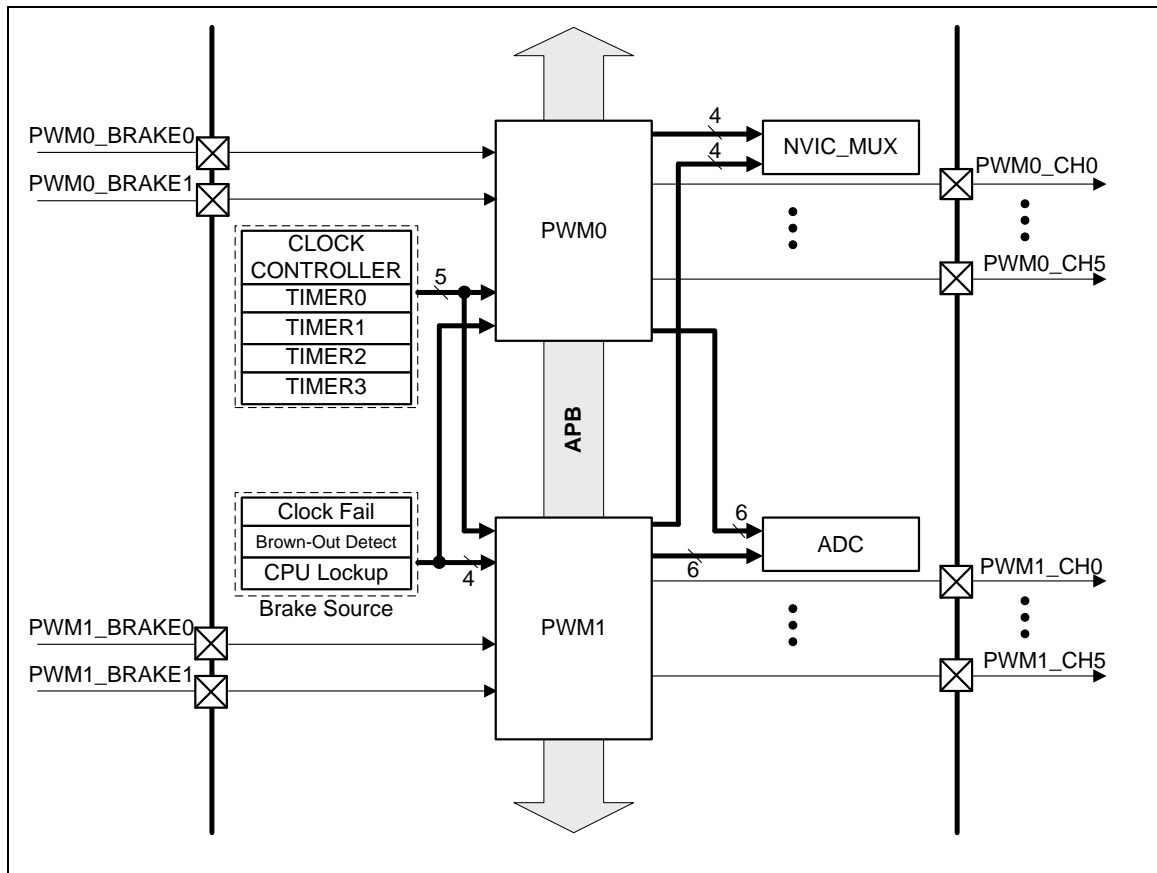 PWM0_BRAKE0
PWM0_BRAKE1
CLOCK
CONTROLLER
TIMER0
TIMER1
TIMER2
TIMER3
5
Clock Fail
Brown-Out Detect
CPU Lockup
Brake Source
4
PWM1_BRAKE0
PWM1_BRAKE1
PWM0
APB
PWM1
4
4
NVIC_MUX
6
6
ADC
PWM0_CH0
PWM0_CH5
PWM1_CH0
PWM1_CH5